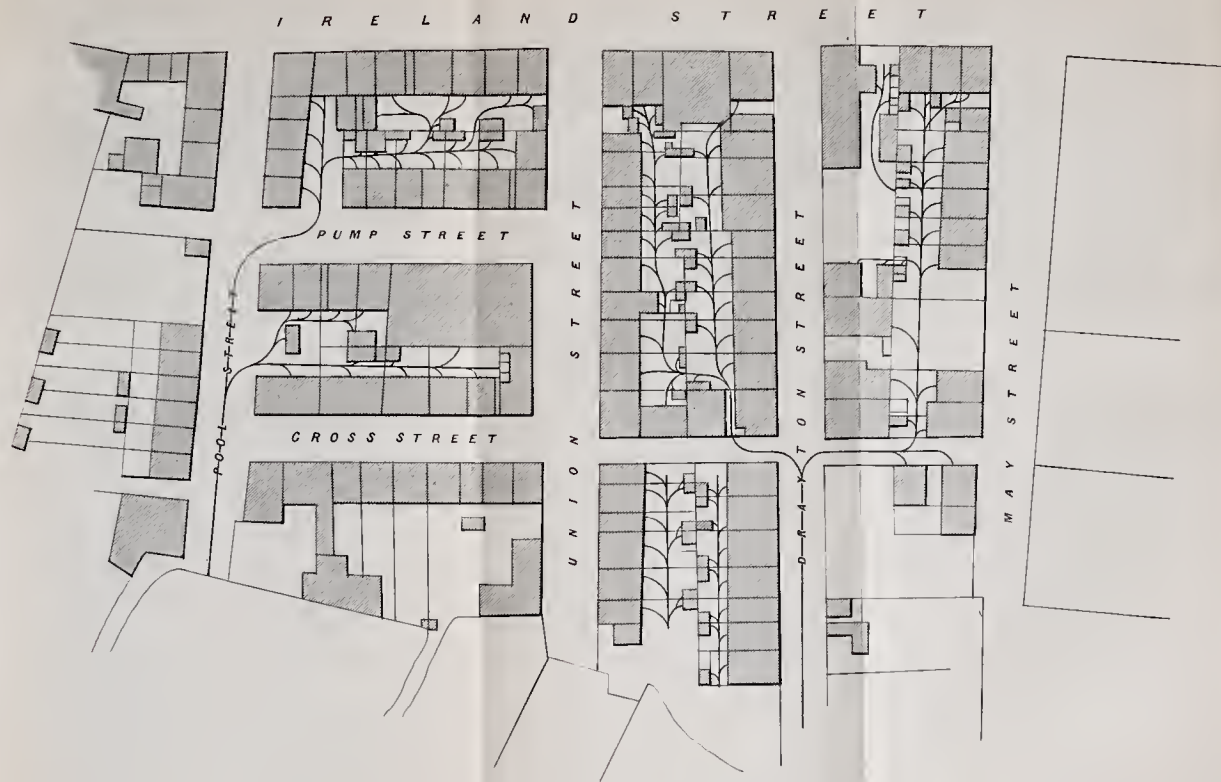 IRELAND STREET
PUMP STREET
POOL STREET
CROSS STREET
UNION STREET
DRAYTON STREET
MAY STREET